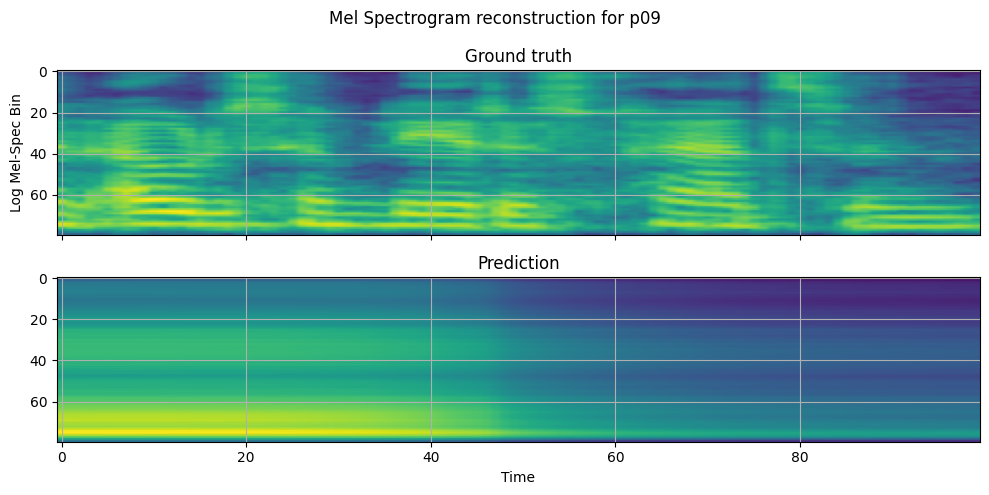 Mel Spectrogram reconstruction for p09
Ground truth
0
20
40
60
Log Mel-Spec Bin
Prediction
0
20
40
60
0 20 40 60 80
Time